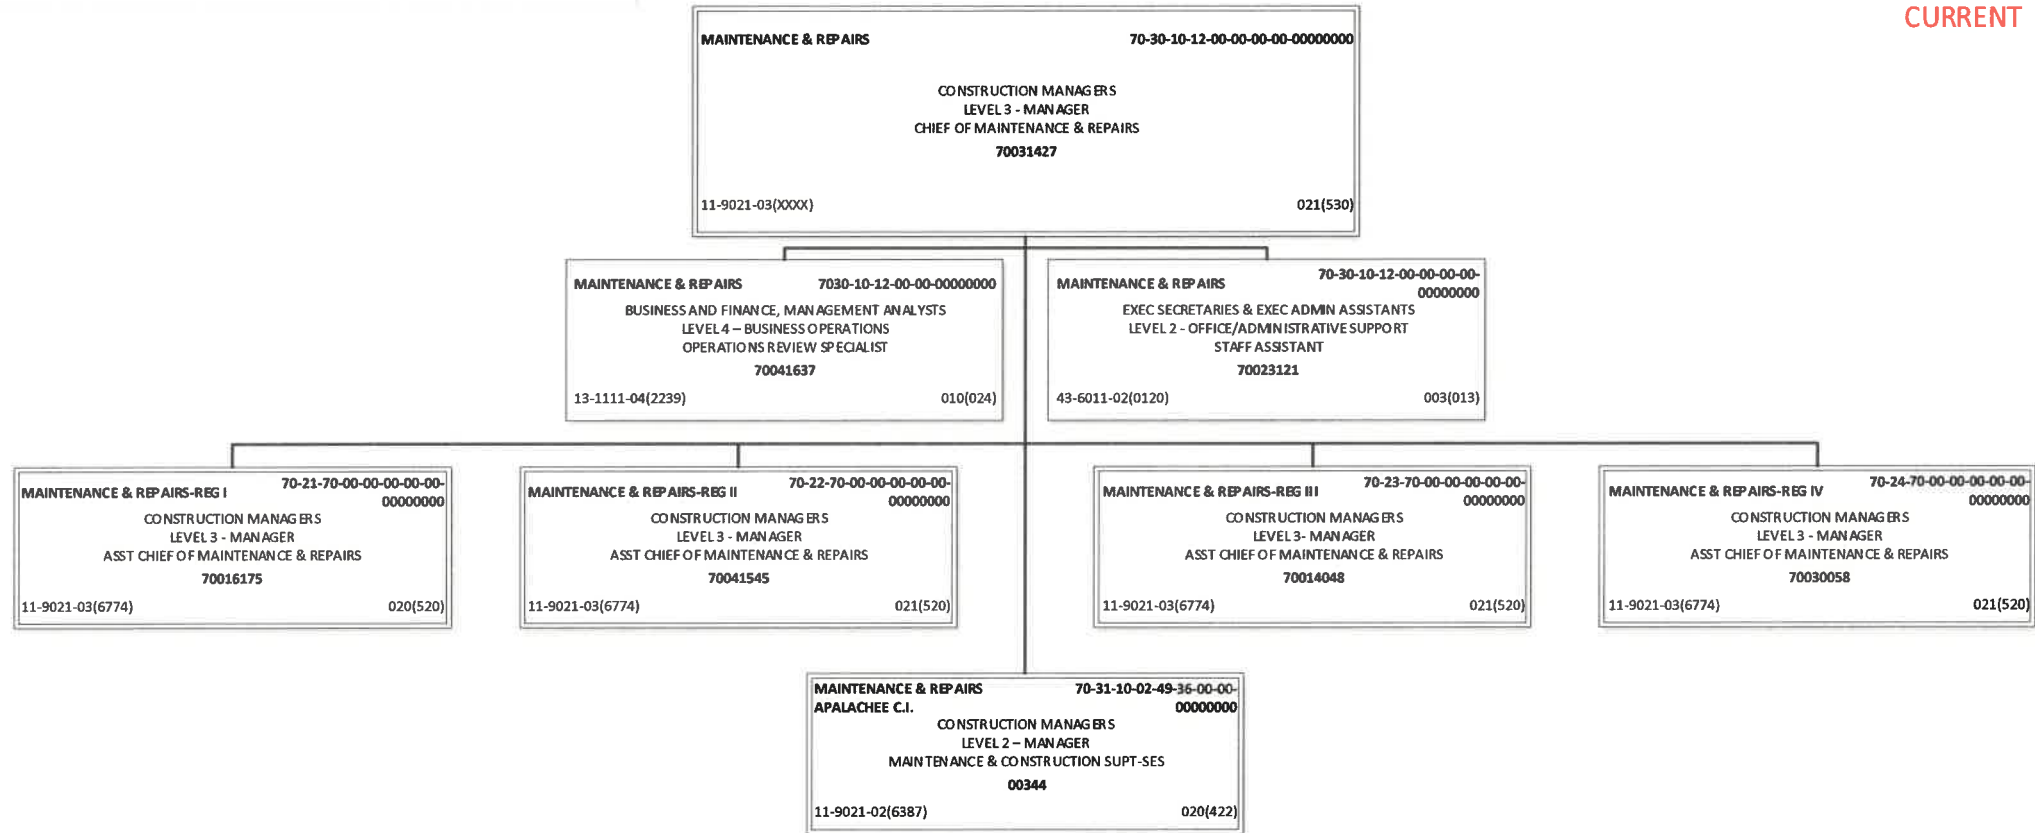 CURRENT
MAINTENANCE & REPAIRS 70-30-10-12-00-00-00-00-00000000
CONSTRUCTION MANAGERS
LEVEL 3 - MANAGER
CHIEF OF MAINTENANCE & REPAIRS
70031427
11-9021-03(XXXX) 021(530)
MAINTENANCE & REPAIRS 7030-10-12-00-00-00000000
BUSINESS AND FINANCE, MANAGEMENT ANALYSTS
LEVEL 4 – BUSINESS OPERATIONS
OPERATIONS REVIEW SPECIALIST
70041637
13-1111-04(2239) 010(024)
MAINTENANCE & REPAIRS 70-30-10-12-00-00-00-00-
00000000
EXEC SECRETARIES & EXEC ADMIN ASSISTANTS
LEVEL 2 - OFFICE/ADMINISTRATIVE SUPPORT
STAFF ASSISTANT
70023121
43-6011-02(0120) 003(013)
MAINTENANCE & REPAIRS-REG I 70-21-70-00-00-00-00-00-
00000000
CONSTRUCTION MANAGERS
LEVEL 3 - MANAGER
ASST CHIEF OF MAINTENANCE & REPAIRS
70016175
11-9021-03(6774) 020(520)
MAINTENANCE & REPAIRS-REG II 70-22-70-00-00-00-00-00-
00000000
CONSTRUCTION MANAGERS
LEVEL 3 - MANAGER
ASST CHIEF OF MAINTENANCE & REPAIRS
70041545
11-9021-03(6774) 021(520)
MAINTENANCE & REPAIRS-REG III 70-23-70-00-00-00-00-00-
00000000
CONSTRUCTION MANAGERS
LEVEL 3- MANAGER
ASST CHIEF OF MAINTENANCE & REPAIRS
70014048
11-9021-03(6774) 021(520)
MAINTENANCE & REPAIRS-REG IV 70-24-70-00-00-00-00-00-
00000000
CONSTRUCTION MANAGERS
LEVEL 3 - MANAGER
ASST CHIEF OF MAINTENANCE & REPAIRS
70030058
11-9021-03(6774) 021(520)
MAINTENANCE & REPAIRS 70-31-10-02-49-36-00-00-
APALACHEE C.I. 00000000
CONSTRUCTION MANAGERS
LEVEL 2 – MANAGER
MAINTENANCE & CONSTRUCTION SUPT-SES
00344
11-9021-02(6387) 020(422)